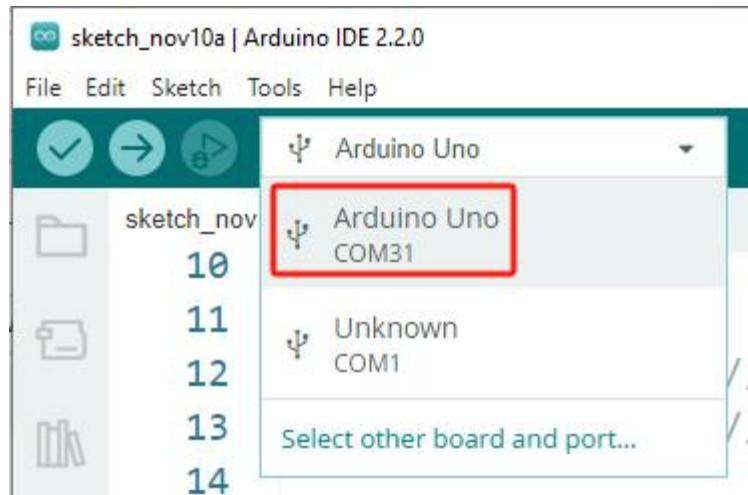 sketch_nov10a | Arduino IDE 2.2.0
File Edit Sketch Tools Help
Arduino Uno
sketch_nov
Arduino Uno
COM31
10
11
Unknown
COM1
12
//
13
Select other board and port...
//
14